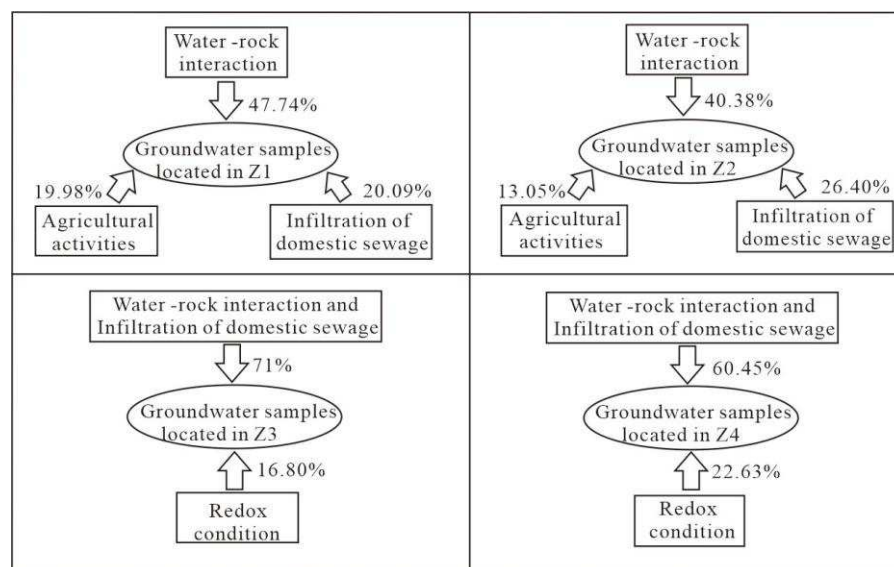 Water -rock
interaction
47.74%
Groundwater samples
located in Z1
19.98%
20.09%
Agricultural
activities
Infiltration of
domestic sewage
Water -rock
interaction
40.38%
Groundwater samples
located in Z2
13.05%
26.40%
Agricultural
activities
Infiltration of
domestic sewage
Water -rock interaction and
Infiltration of domestic sewage
71%
Groundwater samples
located in Z3
16.80%
Redox
condition
Water -rock interaction and
Infiltration of domestic sewage
60.45%
Groundwater samples
located in Z4
22.63%
Redox
condition